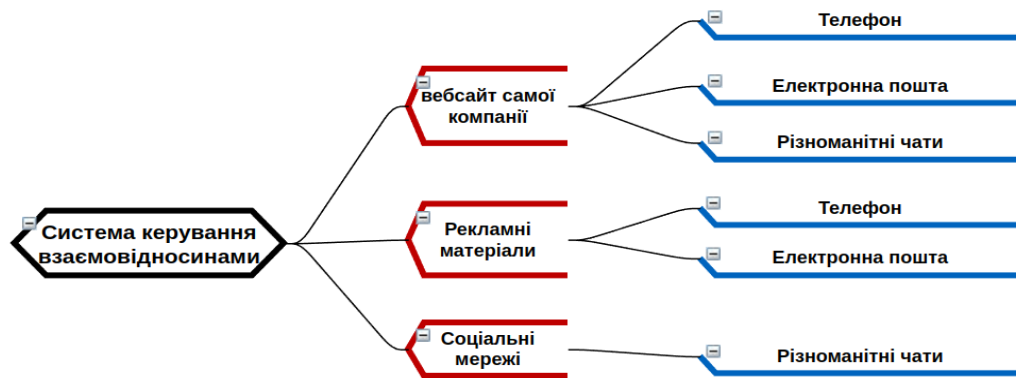 Система керування
взаємовідносинами
вебсайт самої
компанії
Телефон
Електронна пошта
Різноманітні чати
Рекламні
матеріали
Телефон
Електронна пошта
Соціальні
мережі
Різноманітні чати